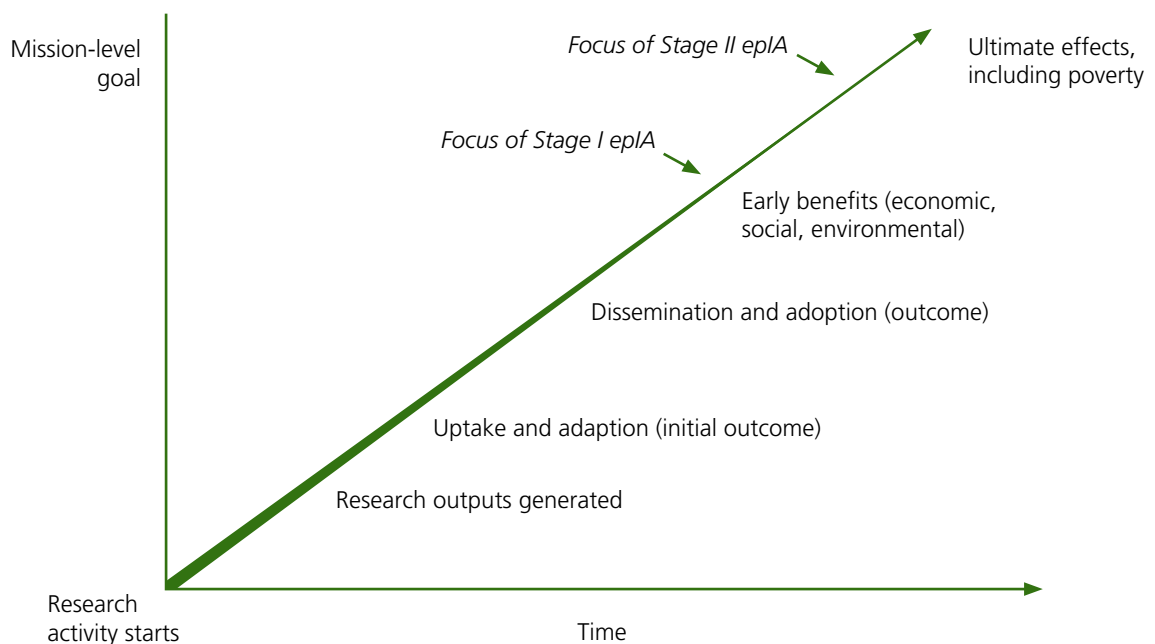 Mission-level
goal
Focus of Stage II epIA
Ultimate effects,
including poverty
Focus of Stage I epIA
Early benefits (economic,
social, environmental)
Dissemination and adoption (outcome)
Uptake and adaption (initial outcome)
Research outputs generated
Research
activity starts
Time